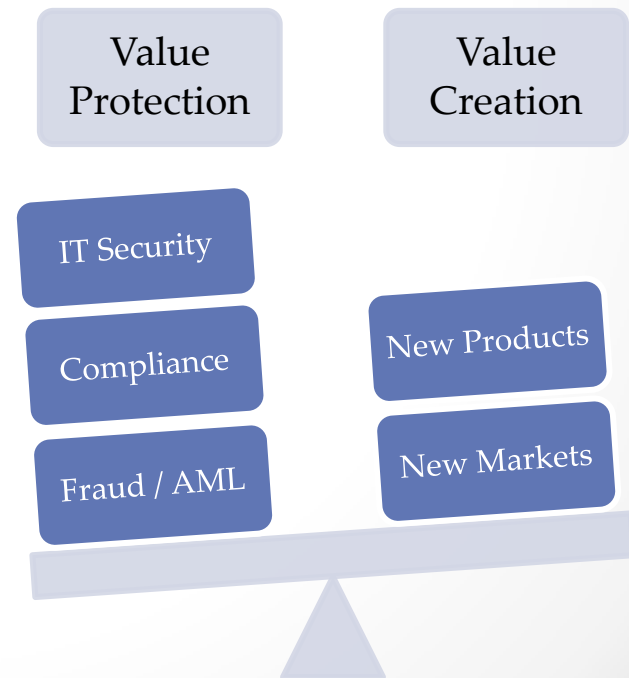 Value
Protection
Value
Creation
IT Security
Compliance
Fraud / AML
New Products
New Markets